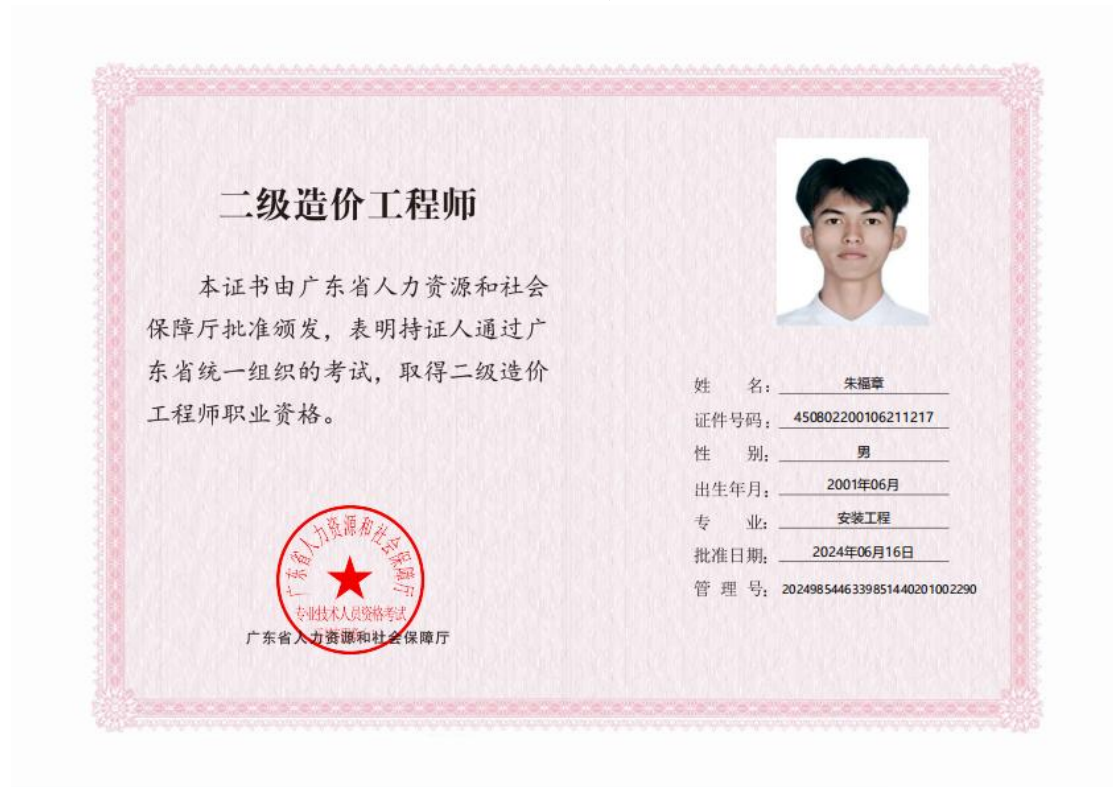 二级造价工程师
本证书由广东省人力资源和社会
保障厅批准颁发，表明持证人通过广
东省统一组织的考试，取得二级造价
工程师职业资格。
广东省人力资源和社会保障厅
专业技术人员资格考试
广东省人力资源和社会保障厅
姓 名：朱福章
证件号码：450802200106211217
性 别：男
出生年月：2001年06月
专 业：安装工程
批准日期：2024年06月16日
管 理 号：20249854463398514402010022​90